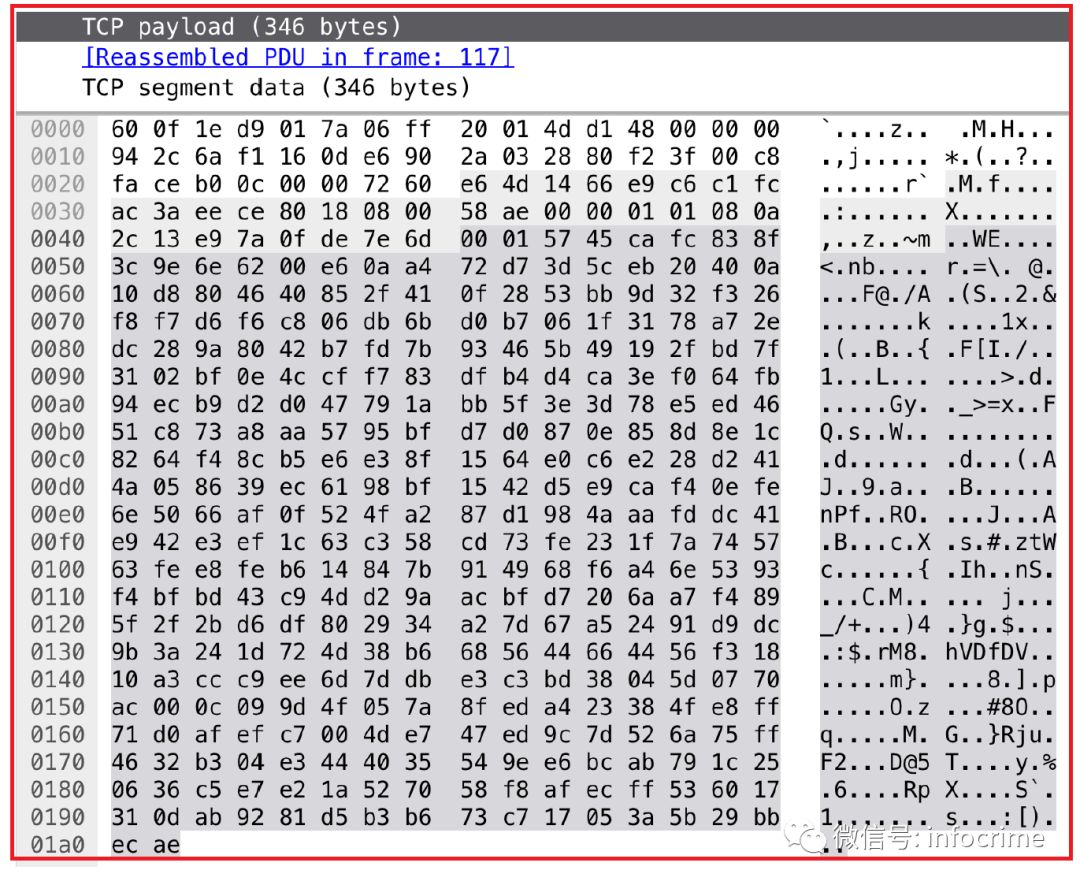 TCP payload (346 bytes)
[Reassembled PDU in frame: 117]
TCP segment data (346 bytes)
0000 60 0f 1e d9 01 7a 06 ff 20 01 4d d1 48 00 00 00 `....z.. .M.H...
0010 94 2c 6a f1 16 0d e6 90 2a 03 28 80 f2 3f 00 c8 .,j..... *.(..?..
0020 fa ce b0 0c 00 00 72 60 e6 4d 14 66 e9 c6 c1 fc ......r` .M.f....
0030 ac 3a ee ce 80 18 08 00 58 ae 00 00 01 01 08 0a .:...... X.......
0040 2c 13 e9 7a 0f de 7e 6d 00 01 57 45 ca fc 83 8f ,..z..~m ..WE....
0050 3c 9e 6e 62 00 e6 0a a4 72 d7 3d 5c eb 20 40 0a <.nb.... r.=\. @.
0060 10 d8 80 46 40 85 2f 41 0f 28 53 bb 9d 32 f3 26 ...F@./A .(S..2.&
0070 f8 f7 d6 f6 c8 06 db 6b d0 b7 06 1f 31 78 a7 2e .......k ....1x..
0080 dc 28 9a 80 42 b7 fd 7b 93 46 5b 49 19 2f bd 7f .(..B..{ .F[I./..
0090 31 02 bf 0e 4c cf f7 83 df b4 d4 ca 3e f0 64 fb 1...L... ....>.d.
00a0 94 ec b9 d2 d0 47 79 1a bb 5f 3e 3d 78 e5 ed 46 .....Gy. ._>=x..F
00b0 51 c8 73 a8 aa 57 95 bf d7 d0 87 0e 85 8d 8e 1c Q.s..W.. ........
00c0 82 64 f4 8c b5 e6 e3 8f 15 64 e0 c6 e2 28 d2 41 .d...... .d...(.A
00d0 4a 05 86 39 ec 61 98 bf 15 42 d5 e9 ca f4 0e fe J..9.a.. .B......
00e0 6e 50 66 af 0f 52 4f a2 87 d1 98 4a aa fd dc 41 nPf..RO. ...J...A
00f0 e9 42 e3 ef 1c 63 c3 58 cd 73 fe 23 1f 7a 74 57 .B...c.X .s.#.ztW
0100 63 fe e8 fe b6 14 84 7b 91 49 68 f6 a4 6e 53 93 c......{ .Ih..nS.
0110 f4 bf bd 43 c9 4d d2 9a ac bf d7 20 6a a7 f4 89 ...C.M.. ... j...
0120 5f 2f 2b d6 df 80 29 34 a2 7d 67 a5 24 91 d9 dc _/+...)4 .}g.$...
0130 9b 3a 24 1d 72 4d 38 b6 68 56 44 66 44 56 f3 18 .:$.rM8. hVDfDV..
0140 10 a3 cc c9 ee 6d 7d db e3 c3 bd 38 04 5d 07 70 .....m}. ...8.].p
0150 ac 00 0c 09 9d 4f 05 7a 8f ed a4 23 38 4f e8 ff .....O.z ...#8O..
0160 71 d0 af ef c7 00 4d e7 47 ed 9c 7d 52 6a 75 ff q.....M. G..}Rju.
0170 46 32 b3 04 e3 44 40 35 54 9e e6 bc ab 79 1c 25 F2...D@5 T....y.%
0180 06 36 c5 e7 e2 1a 52 70 58 f8 af ec ff 53 60 17 .6....Rp X....S`.
0190 31 0d ab 92 81 d5 b3 b6 73 c7 17 05 3a 5b 29 bb 1....... s...:[).
01a0 ec ae ..
微信号: infocrime